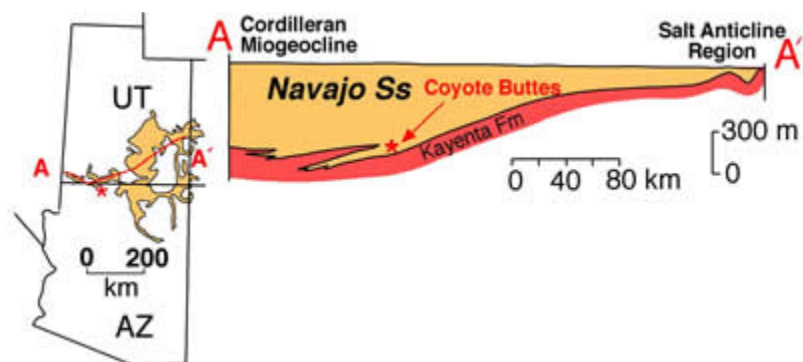 UT
A
A′
0 200
km
AZ
A
Cordilleran
Miogeocline
Salt Anticline
Region
A′
Navajo Ss
Coyote Buttes
Kayenta Fm
300 m
0
0 40 80 km